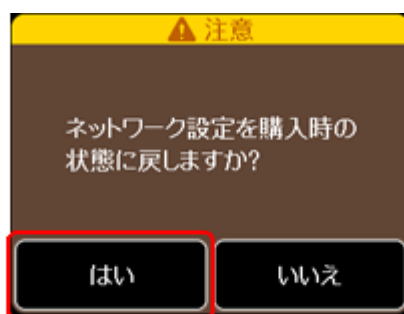 注意
ネットワーク設定を購入時の
状態に戻しますか?
はい
いいえ